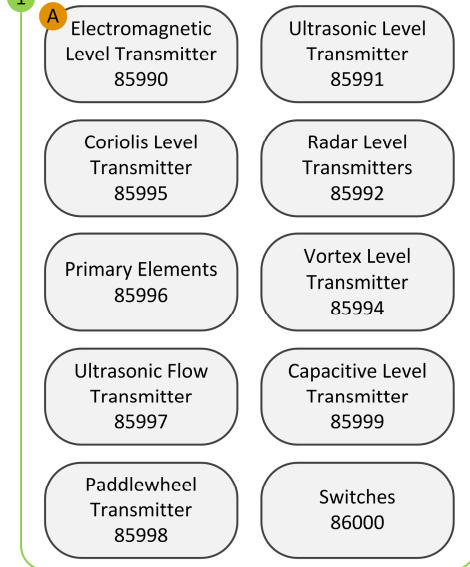 1
A
Electromagnetic
Level Transmitter
85990
Ultrasonic Level
Transmitter
85991
Coriolis Level
Transmitter
85995
Radar Level
Transmitters
85992
Primary Elements
85996
Vortex Level
Transmitter
85994
Ultrasonic Flow
Transmitter
85997
Capacitive Level
Transmitter
85999
Paddlewheel
Transmitter
85998
Switches
86000